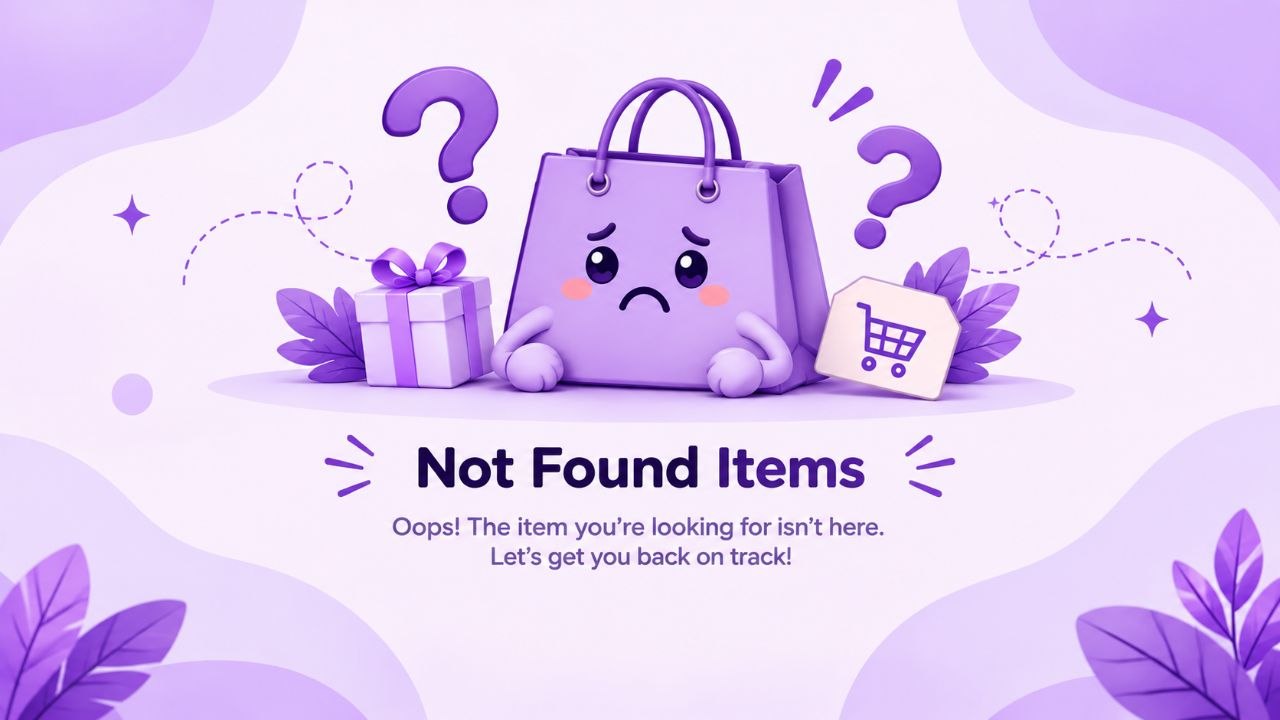 Not Found Items
Oops! The item you’re looking for isn’t here.
Let’s get you back on track!